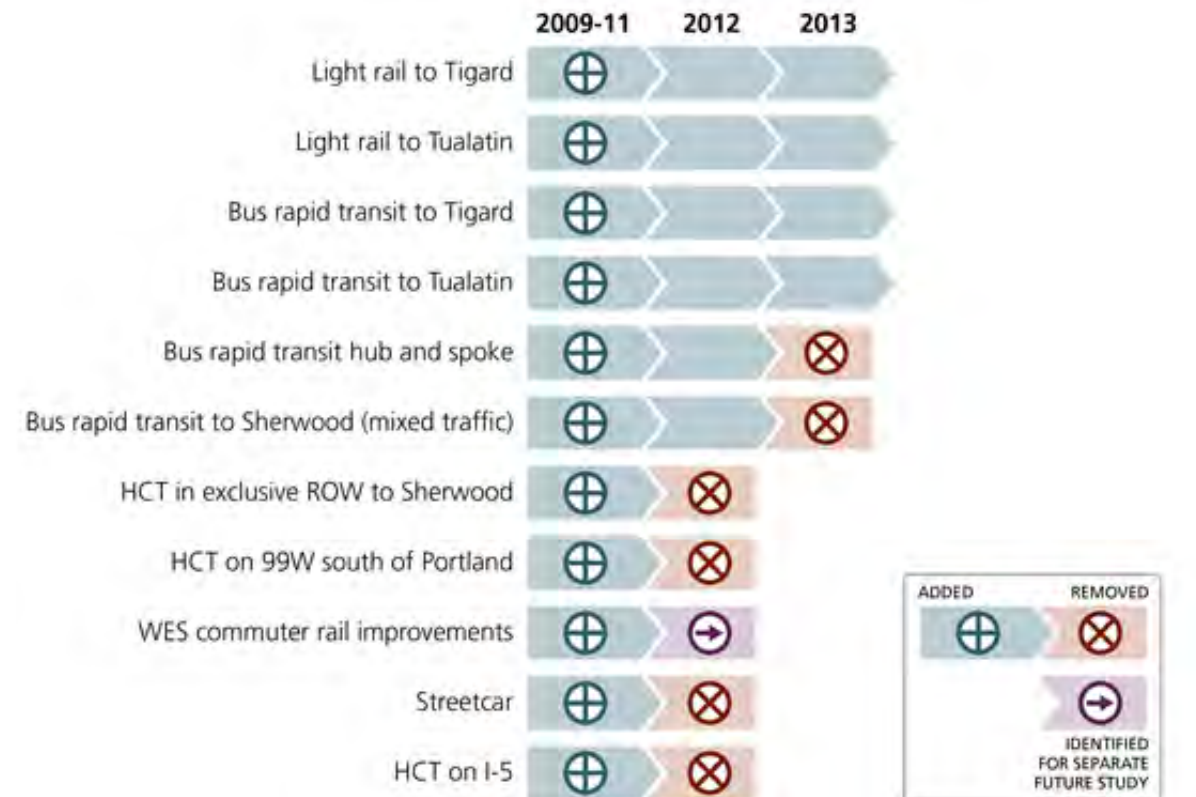 2009-11 2012 2013
Light rail to Tigard
Light rail to Tualatin
Bus rapid transit to Tigard
Bus rapid transit to Tualatin
Bus rapid transit hub and spoke
Bus rapid transit to Sherwood (mixed traffic)
HCT in exclusive ROW to Sherwood
HCT on 99W south of Portland
WES commuter rail improvements
Streetcar
HCT on I-5
ADDED REMOVED
IDENTIFIED
FOR SEPARATE
FUTURE STUDY